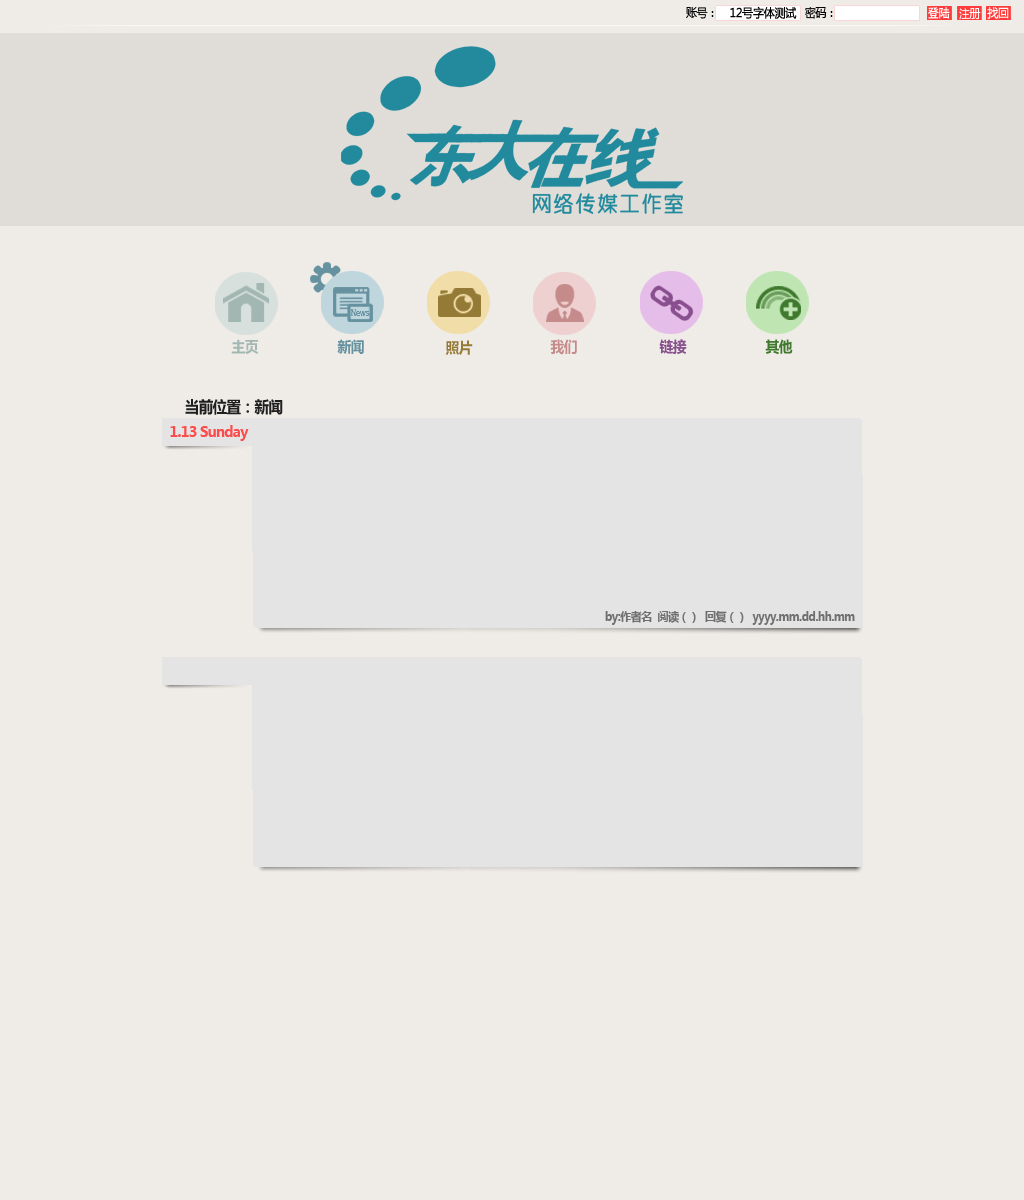 账号： 12号字体测试 密码： 登陆 注册 找回
东大在线
网络传媒工作室
News
主页 新闻 照片 我们 链接 其他
当前位置：新闻
1.13 Sunday
by:作者名 阅读（ ） 回复（ ） yyyy.mm.dd.hh.mm